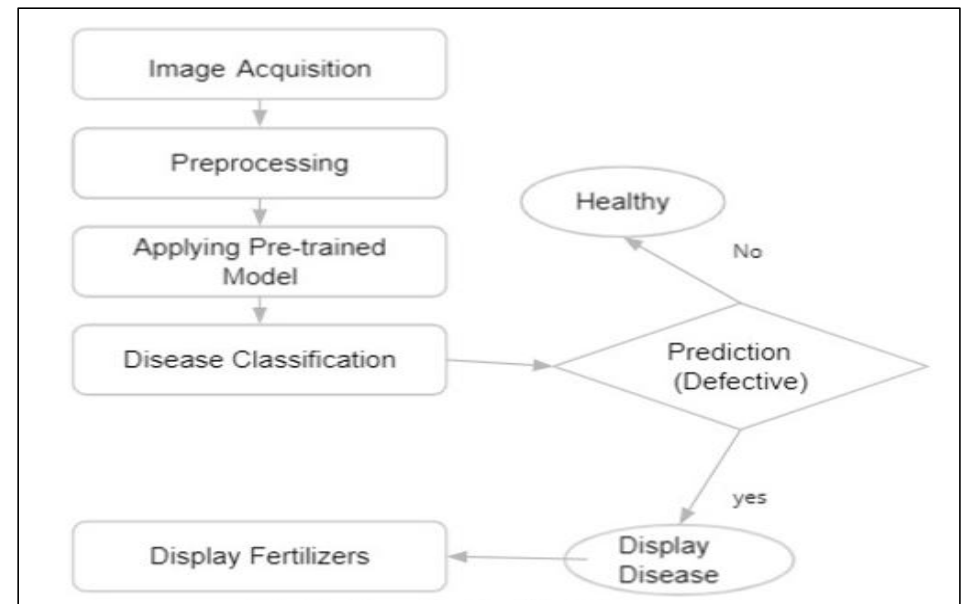 Image Acquisition
Preprocessing
Applying Pre-trained
Model
Disease Classification
Prediction
(Defective)
No
Healthy
yes
Display
Disease
Display Fertilizers